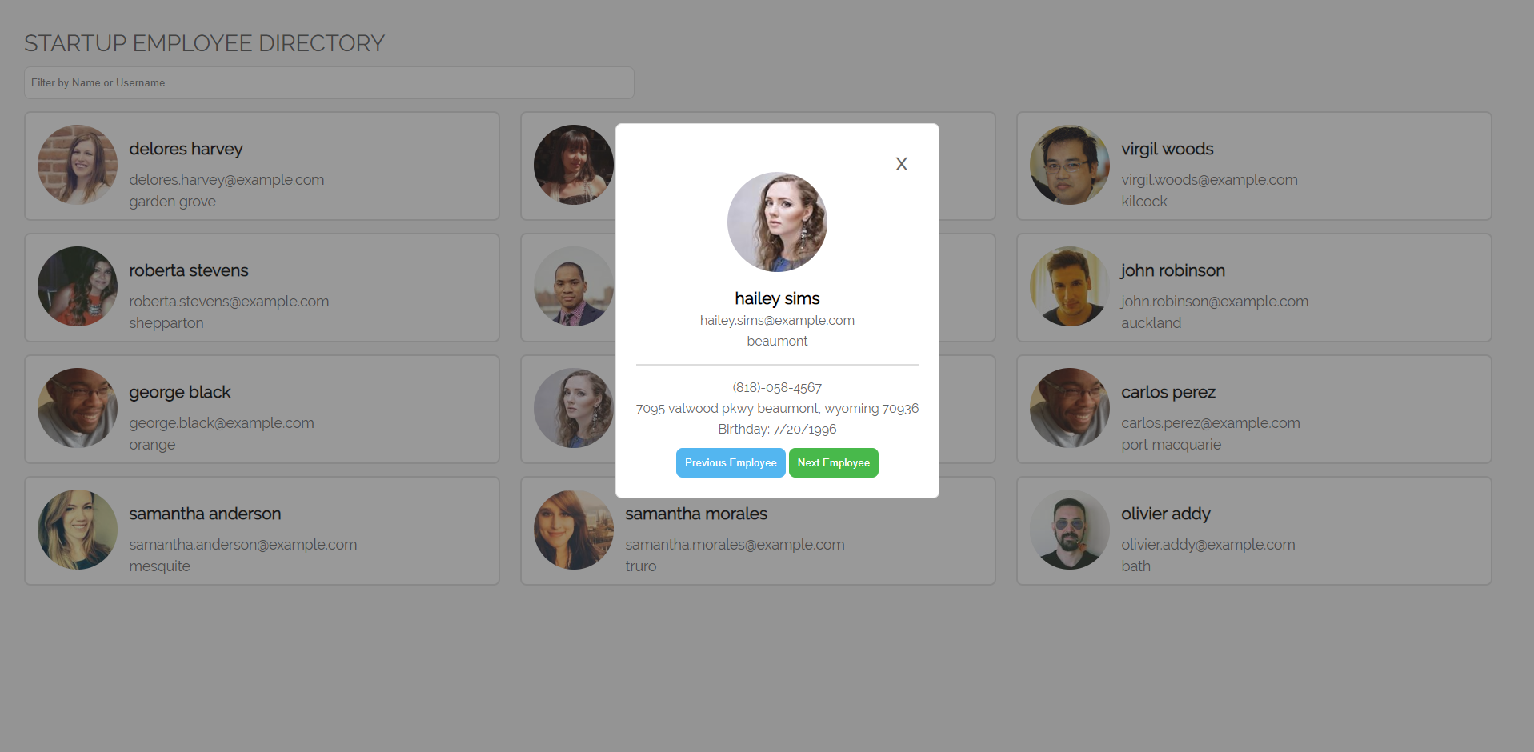 STARTUP EMPLOYEE DIRECTORY
Filter by Name or Username
delores harvey
delores.harvey@example.com
garden grove
virgil woods
virgil.woods@example.com
kilcock
roberta stevens
roberta.stevens@example.com
shepparton
john robinson
john.robinson@example.com
auckland
george black
george.black@example.com
orange
carlos perez
carlos.perez@example.com
port macquarie
samantha anderson
samantha.anderson@example.com
mesquite
samantha morales
samantha.morales@example.com
truro
olivier addy
olivier.addy@example.com
bath
X
hailey sims
hailey.sims@example.com
beaumont
(818)-058-4567
7095 valwood pkwy beaumont, wyoming 70936
Birthday: 7/20/1996
Previous Employee Next Employee